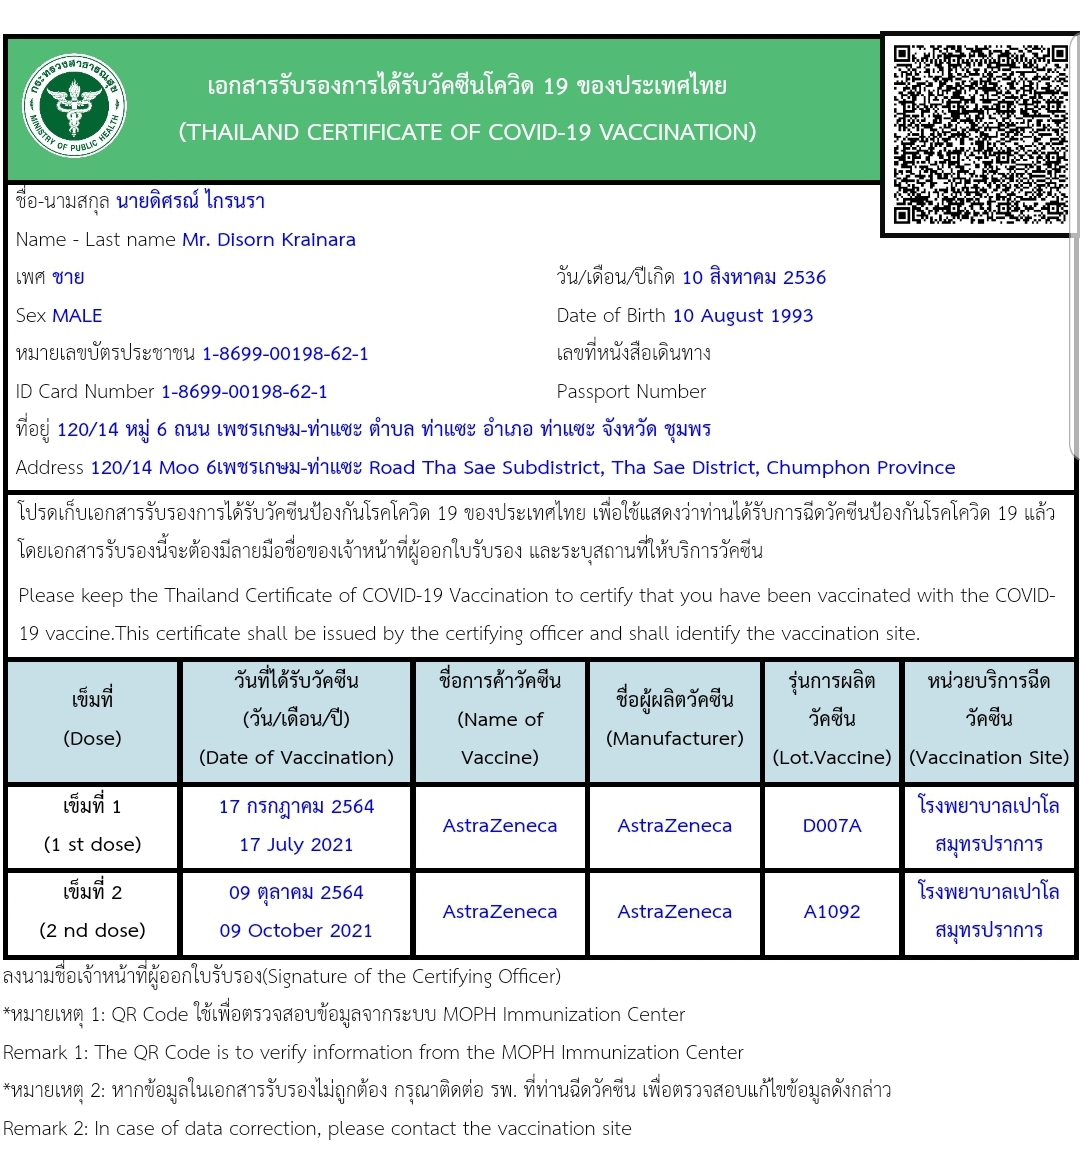 กระทรวงสาธารณสุข
MINISTRY OF PUBLIC HEALTH
เอกสารรับรองการได้รับวัคซีนโควิด 19 ของประเทศไทย
(THAILAND CERTIFICATE OF COVID-19 VACCINATION)
ชื่อ-นามสกุล นายดิศรณ์ ไกรนรา
Name - Last name Mr. Disorn Krainara
เพศ ชาย วัน/เดือน/ปีเกิด 10 สิงหาคม 2536
Sex MALE Date of Birth 10 August 1993
หมายเลขบัตรประชาชน 1-8699-00198-62-1 เลขที่หนังสือเดินทาง
ID Card Number 1-8699-00198-62-1 Passport Number
ที่อยู่ 120/14 หมู่ 6 ถนน เพชรเกษม-ท่าแซะ ตำบล ท่าแซะ อำเภอ ท่าแซะ จังหวัด ชุมพร
Address 120/14 Moo 6เพชรเกษม-ท่าแซะ Road Tha Sae Subdistrict, Tha Sae District, Chumphon Province
โปรดเก็บเอกสารรับรองการได้รับวัคซีนป้องกันโรคโควิด 19 ของประเทศไทย เพื่อใช้แสดงว่าท่านได้รับการฉีดวัคซีนป้องกันโรคโควิด 19 แล้ว
โดยเอกสารรับรองนี้จะต้องมีลายมือชื่อของเจ้าหน้าที่ผู้ออกใบรับรอง และระบุสถานที่ให้บริการวัคซีน
Please keep the Thailand Certificate of COVID-19 Vaccination to certify that you have been vaccinated with the COVID-
19 vaccine.This certificate shall be issued by the certifying officer and shall identify the vaccination site.
เข็มที่
(Dose)
วันที่ได้รับวัคซีน
(วัน/เดือน/ปี)
(Date of Vaccination)
ชื่อการค้าวัคซีน
(Name of
Vaccine)
ชื่อผู้ผลิตวัคซีน
(Manufacturer)
รุ่นการผลิต
วัคซีน
(Lot.Vaccine)
หน่วยบริการฉีด
วัคซีน
(Vaccination Site)
เข็มที่ 1
(1 st dose)
17 กรกฎาคม 2564
17 July 2021
AstraZeneca
AstraZeneca
D007A
โรงพยาบาลเปาโล
สมุทรปราการ
เข็มที่ 2
(2 nd dose)
09 ตุลาคม 2564
09 October 2021
AstraZeneca
AstraZeneca
A1092
โรงพยาบาลเปาโล
สมุทรปราการ
ลงนามชื่อเจ้าหน้าที่ผู้ออกใบรับรอง(Signature of the Certifying Officer)
*หมายเหตุ 1: QR Code ใช้เพื่อตรวจสอบข้อมูลจากระบบ MOPH Immunization Center
Remark 1: The QR Code is to verify information from the MOPH Immunization Center
*หมายเหตุ 2: หากข้อมูลในเอกสารรับรองไม่ถูกต้อง กรุณาติดต่อ รพ. ที่ท่านฉีดวัคซีน เพื่อตรวจสอบแก้ไขข้อมูลดังกล่าว
Remark 2: In case of data correction, please contact the vaccination site